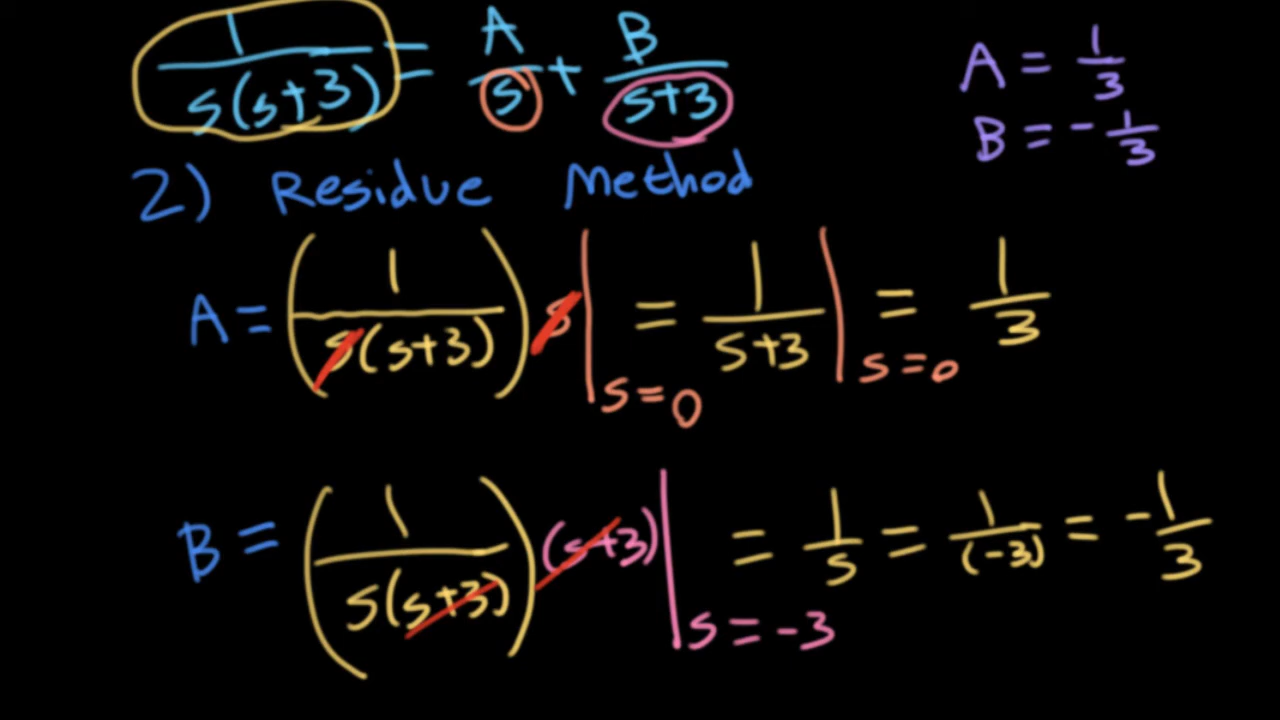 1/(s(s+3)) = A/s + B/(s+3)
A = 1/3
B = -1/3
2) Residue Method
A = (1/(s(s+3))) s | s=0 = 1/(s+3) | s=0 = 1/3
B = (1/(s(s+3))) (s+3) | s=-3 = 1/s = 1/(-3) = -1/3